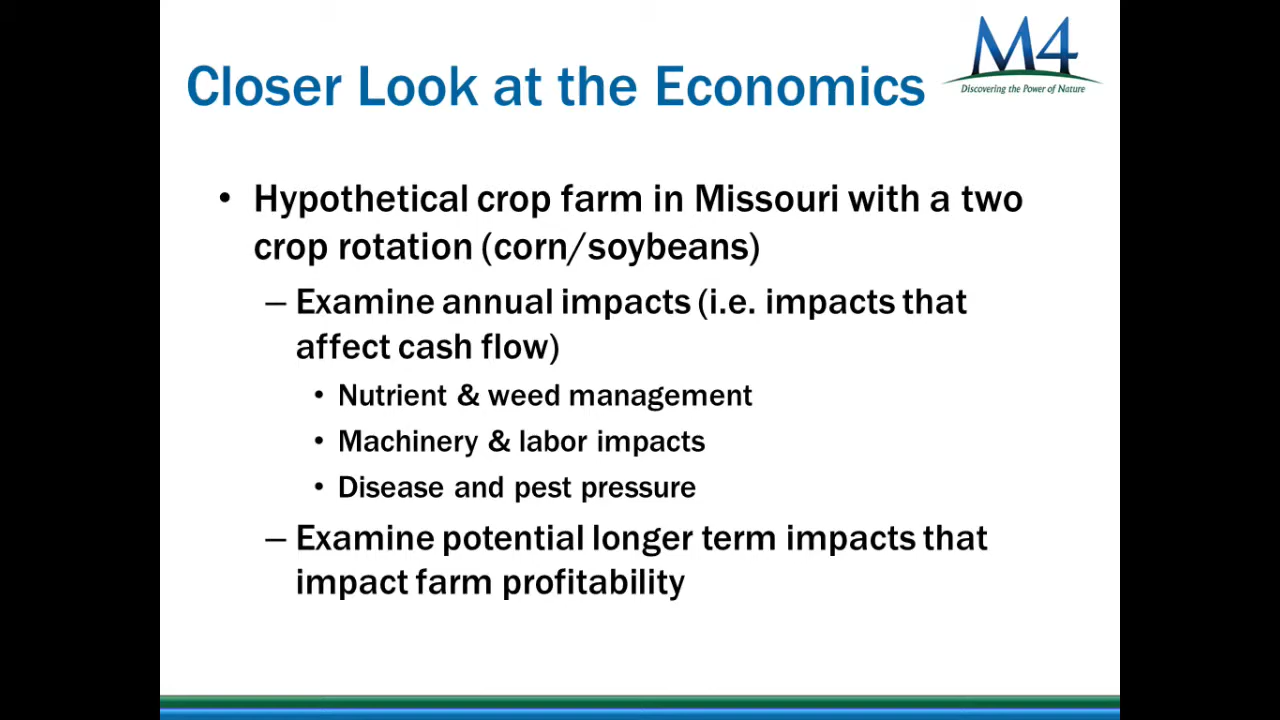 M4
Discovering the Power of Nature
Closer Look at the Economics
• Hypothetical crop farm in Missouri with a two
crop rotation (corn/soybeans)
– Examine annual impacts (i.e. impacts that
affect cash flow)
• Nutrient & weed management
• Machinery & labor impacts
• Disease and pest pressure
– Examine potential longer term impacts that
impact farm profitability